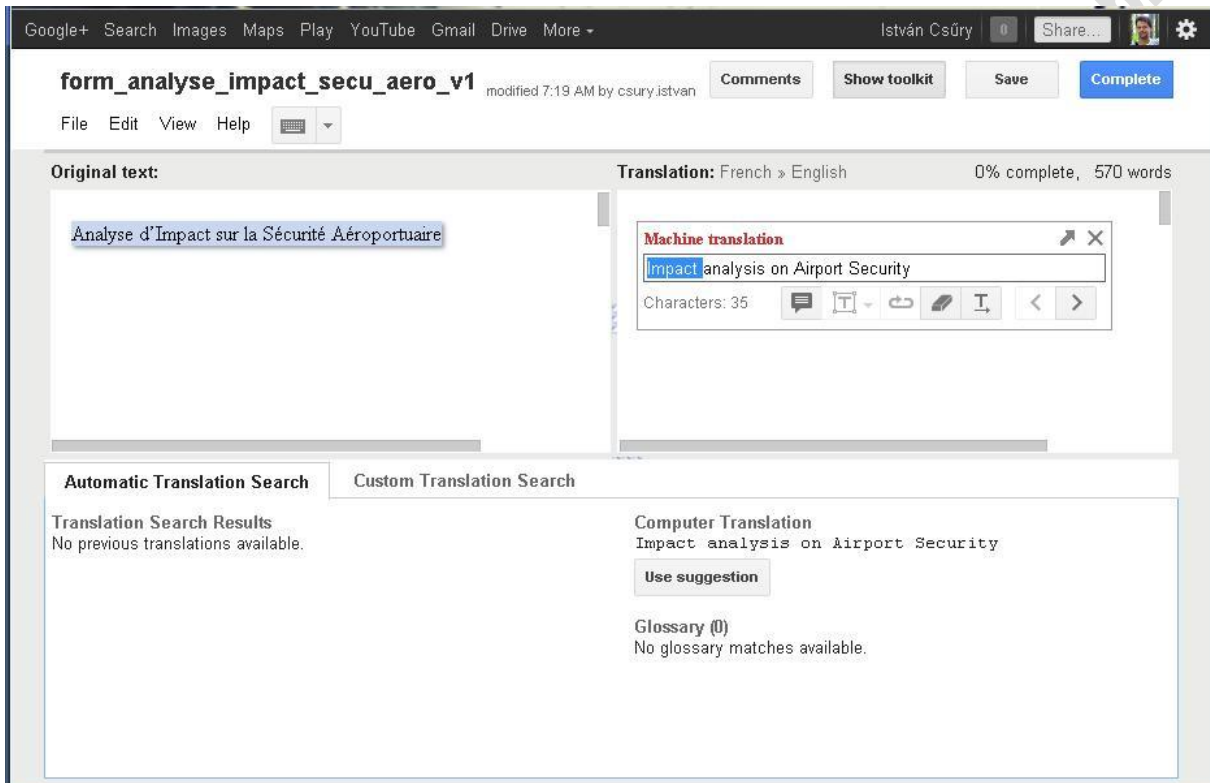 Google+ Search Images Maps Play YouTube Gmail Drive More István Csűry 0 Share...
form_analyse_impact_secu_aero_v1 modified 7:19 AM by csury.istvan Comments Show toolkit Save Complete
File Edit View Help
Original text: Translation: French » English 0% complete, 570 words
Analyse d'Impact sur la Sécurité Aéroportuaire
Machine translation
Impact analysis on Airport Security
Characters: 35
Automatic Translation Search Custom Translation Search
Translation Search Results
No previous translations available.
Computer Translation
Impact analysis on Airport Security
Use suggestion
Glossary (0)
No glossary matches available.